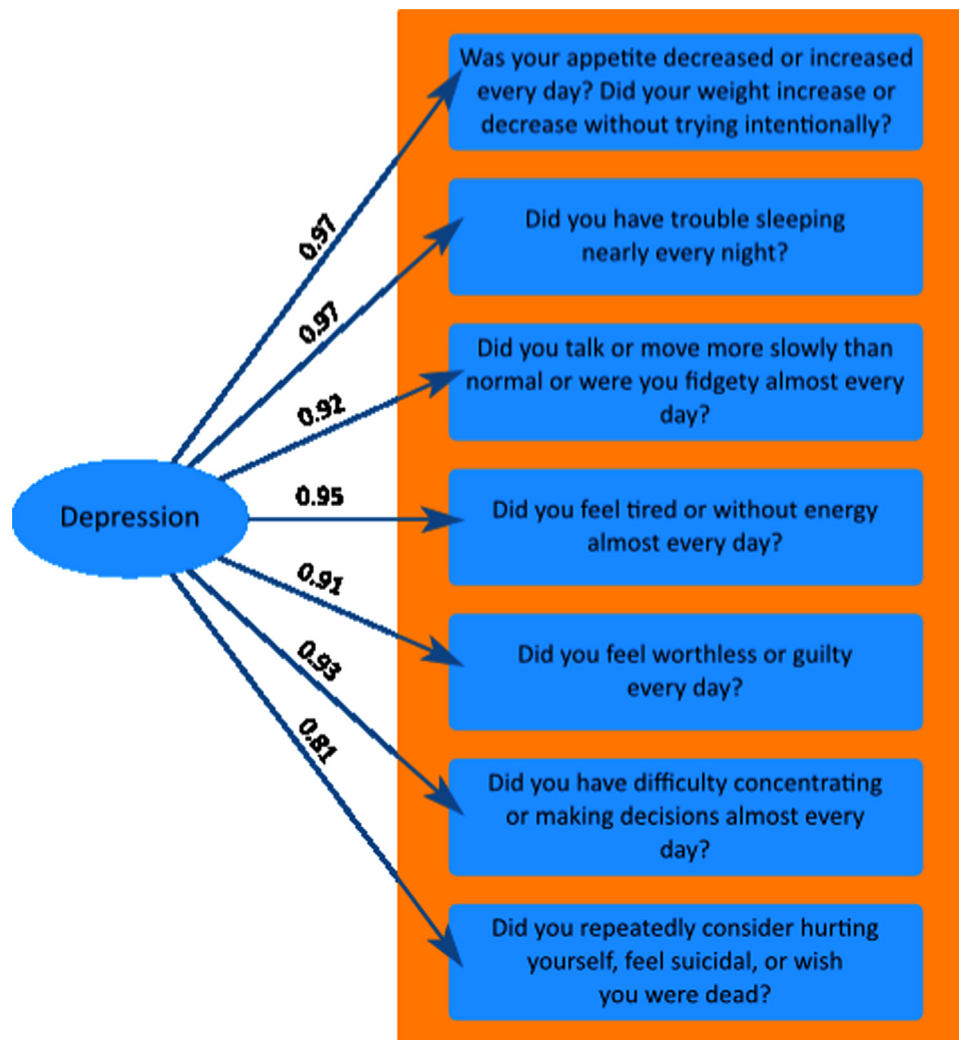 Was your appetite decreased or increased
every day? Did your weight increase or
decrease without trying intentionally?
0.97
Did you have trouble sleeping
nearly every night?
0.97
Did you talk or move more slowly than
normal or were you fidgety almost every
day?
0.92
Depression
0.95
Did you feel tired or without energy
almost every day?
0.91
Did you feel worthless or guilty
every day?
0.93
Did you have difficulty concentrating
or making decisions almost every
day?
0.81
Did you repeatedly consider hurting
yourself, feel suicidal, or wish
you were dead?